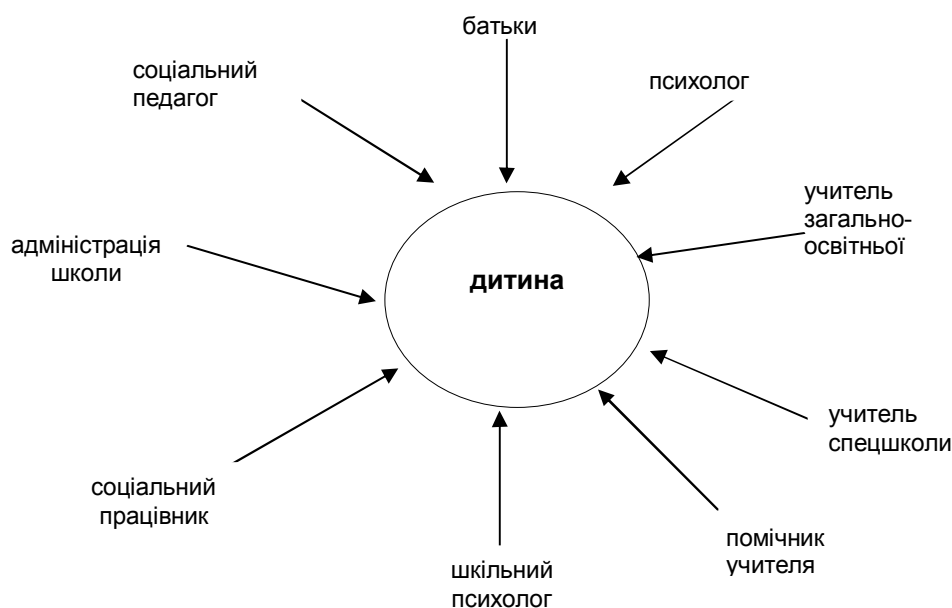 батьки
соціальний
педагог
психолог
учитель
загально-
освітньої
адміністрація
школи
дитина
учитель
спецшколи
соціальний
працівник
помічник
учителя
шкільний
психолог